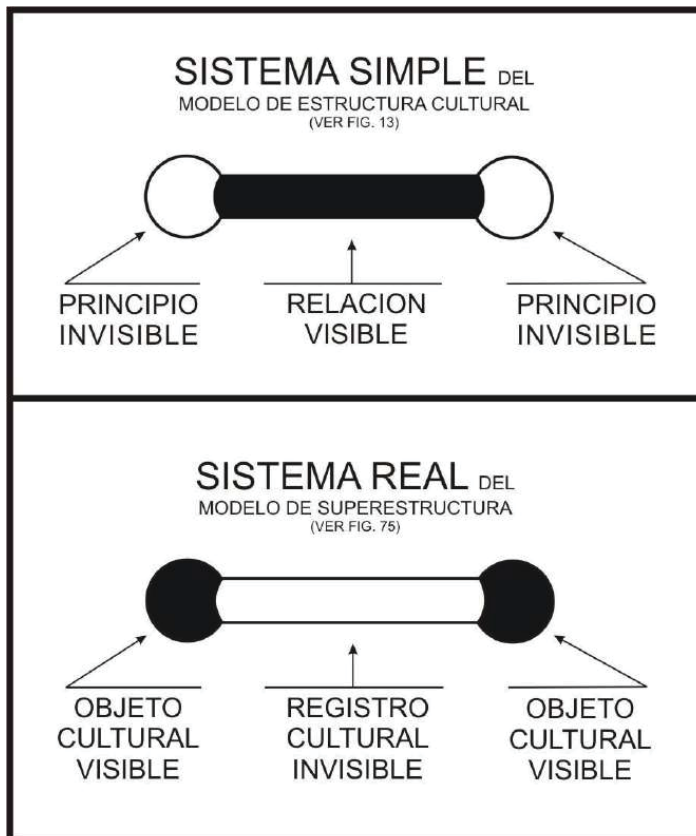 SISTEMA SIMPLE DEL
MODELO DE ESTRUCTURA CULTURAL
(VER FIG. 13)
PRINCIPIO
INVISIBLE
RELACION
VISIBLE
PRINCIPIO
INVISIBLE
SISTEMA REAL DEL
MODELO DE SUPERESTRUCTURA
(VER FIG. 75)
OBJETO
CULTURAL
VISIBLE
REGISTRO
CULTURAL
INVISIBLE
OBJETO
CULTURAL
VISIBLE